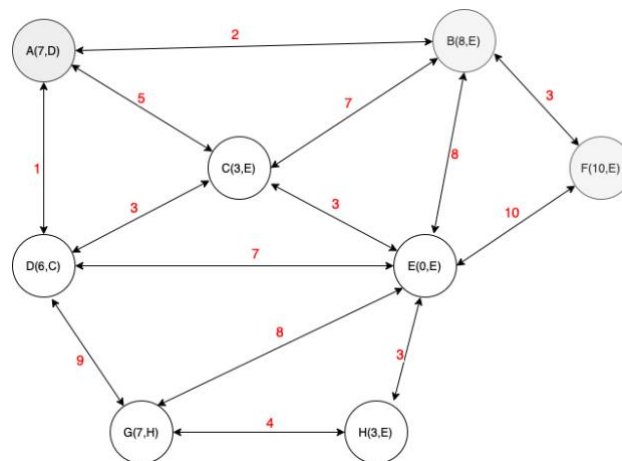 2
B(8,E)
A(7,D)
5
7
3
8
C(3,E)
F(10,E)
1
3
3
10
D(6,C)
7
E(0,E)
8
9
3
4
G(7,H)
H(3,E)